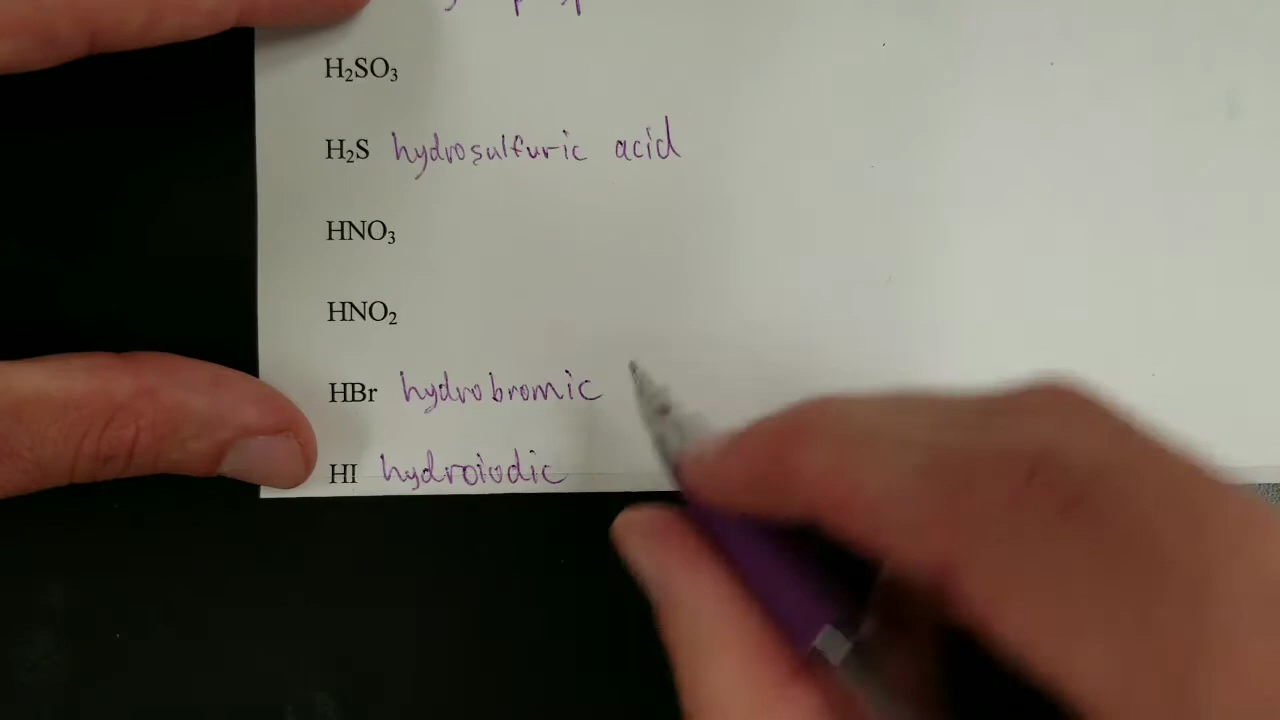 H₂SO₃
H₂S hydrosulfuric acid
HNO₃
HNO₂
HBr hydrobromic
HI hydroiodic